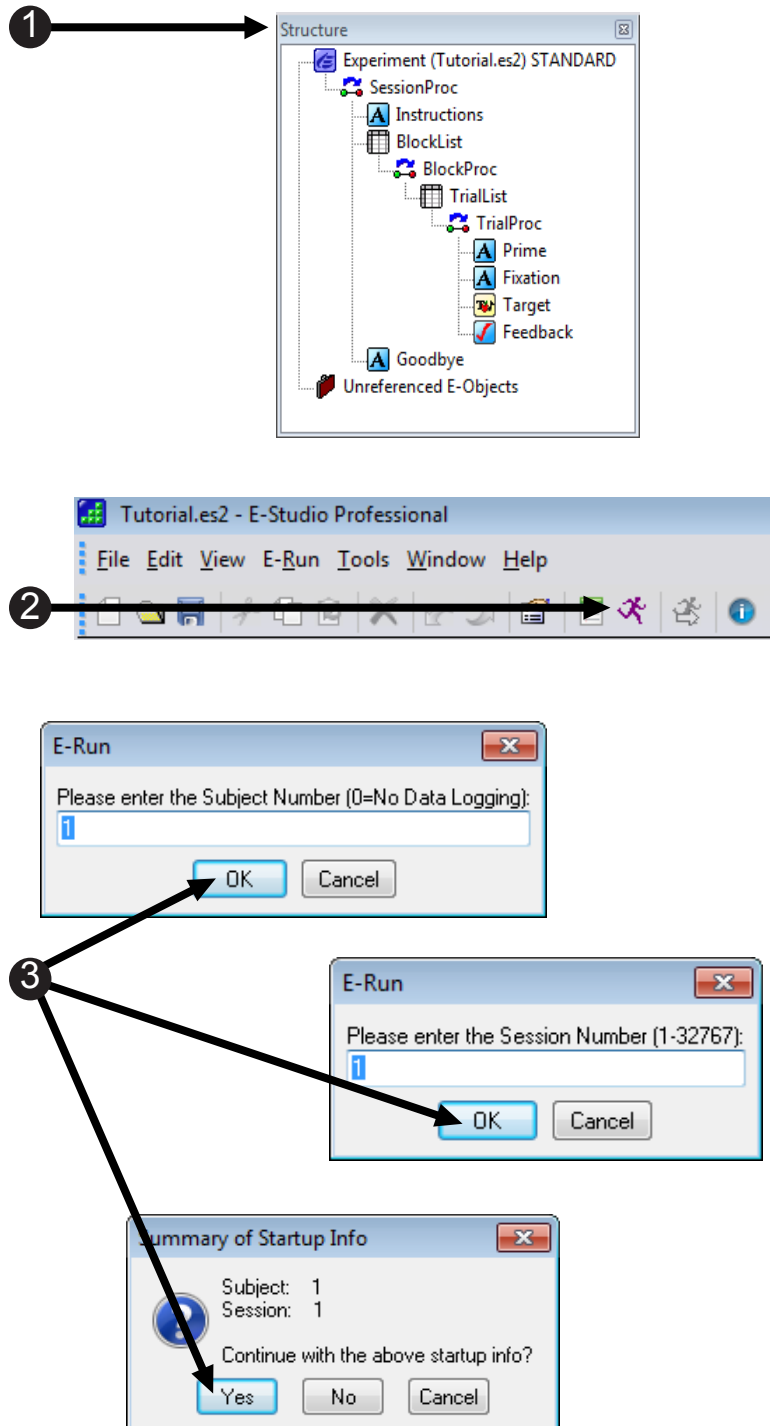 1
Structure
Experiment (Tutorial.es2) STANDARD
SessionProc
Instructions
BlockList
BlockProc
TrialList
TrialProc
Prime
Fixation
Target
Feedback
Goodbye
Unreferenced E-Objects
Tutorial.es2 - E-Studio Professional
File Edit View E-Run Tools Window Help
2
E-Run
Please enter the Subject Number (0=No Data Logging):
1
OK Cancel
3
E-Run
Please enter the Session Number (1-32767):
1
OK Cancel
Summary of Startup Info
Subject: 1
Session: 1
Continue with the above startup info?
Yes No Cancel